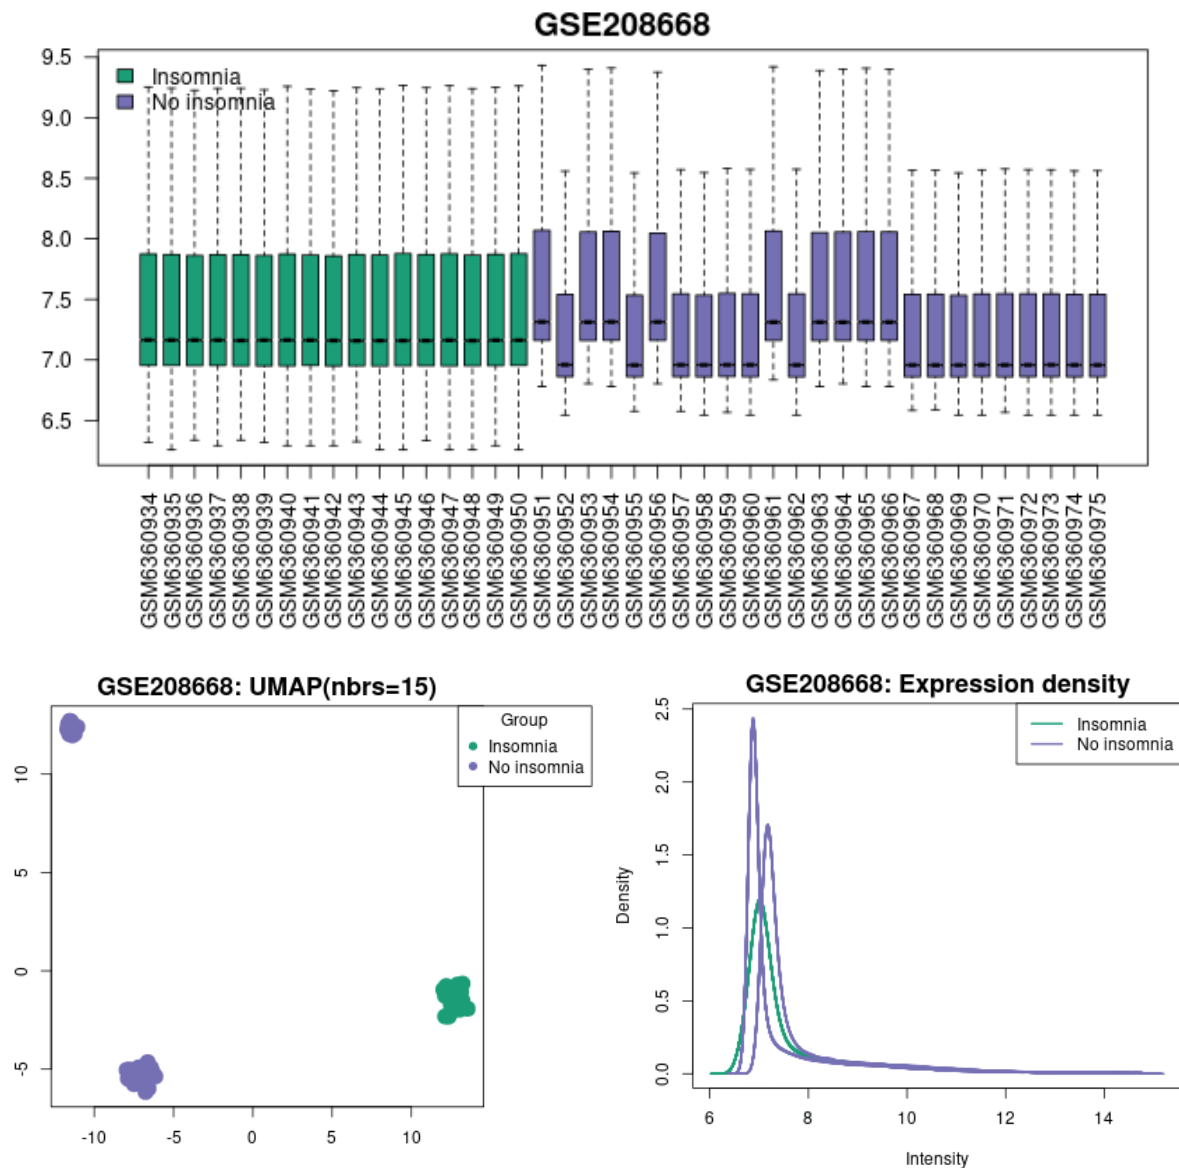 GSE208668
9.5
9.0
8.5
8.0
7.5
7.0
6.5
Insomnia
No insomnia
GSM6360934
GSM6360935
GSM6360936
GSM6360937
GSM6360938
GSM6360939
GSM6360940
GSM6360941
GSM6360942
GSM6360943
GSM6360944
GSM6360945
GSM6360946
GSM6360947
GSM6360948
GSM6360949
GSM6360950
GSM6360951
GSM6360952
GSM6360953
GSM6360954
GSM6360955
GSM6360956
GSM6360957
GSM6360958
GSM6360959
GSM6360960
GSM6360961
GSM6360962
GSM6360963
GSM6360964
GSM6360965
GSM6360966
GSM6360967
GSM6360968
GSM6360969
GSM6360970
GSM6360971
GSM6360972
GSM6360973
GSM6360974
GSM6360975
GSE208668: UMAP(nbrs=15)
Group
Insomnia
No insomnia
10
5
0
-5
-10 -5 0 5 10
GSE208668: Expression density
Insomnia
No insomnia
2.5
2.0
1.5
1.0
0.5
0.0
Density
6 8 10 12 14
Intensity